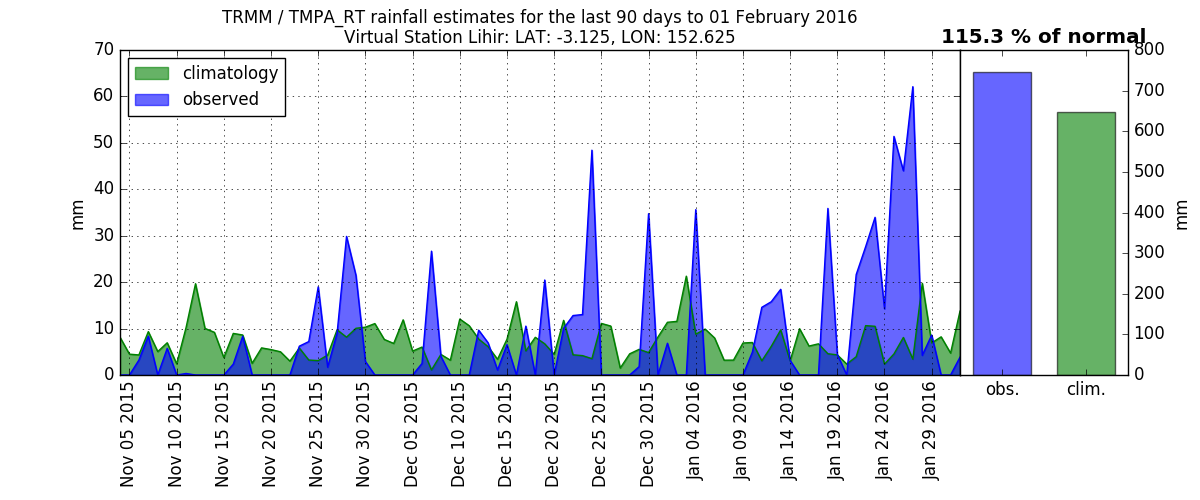 TRMM / TMPA_RT rainfall estimates for the last 90 days to 01 February 2016
Virtual Station Lihir: LAT: -3.125, LON: 152.625
115.3 % of normal
climatology
observed
70
60
50
40
30
20
10
0
mm
800
700
600
500
400
300
200
100
0
mm
Nov 05 2015
Nov 10 2015
Nov 15 2015
Nov 20 2015
Nov 25 2015
Nov 30 2015
Dec 05 2015
Dec 10 2015
Dec 15 2015
Dec 20 2015
Dec 25 2015
Dec 30 2015
Jan 04 2016
Jan 09 2016
Jan 14 2016
Jan 19 2016
Jan 24 2016
Jan 29 2016
obs.
clim.